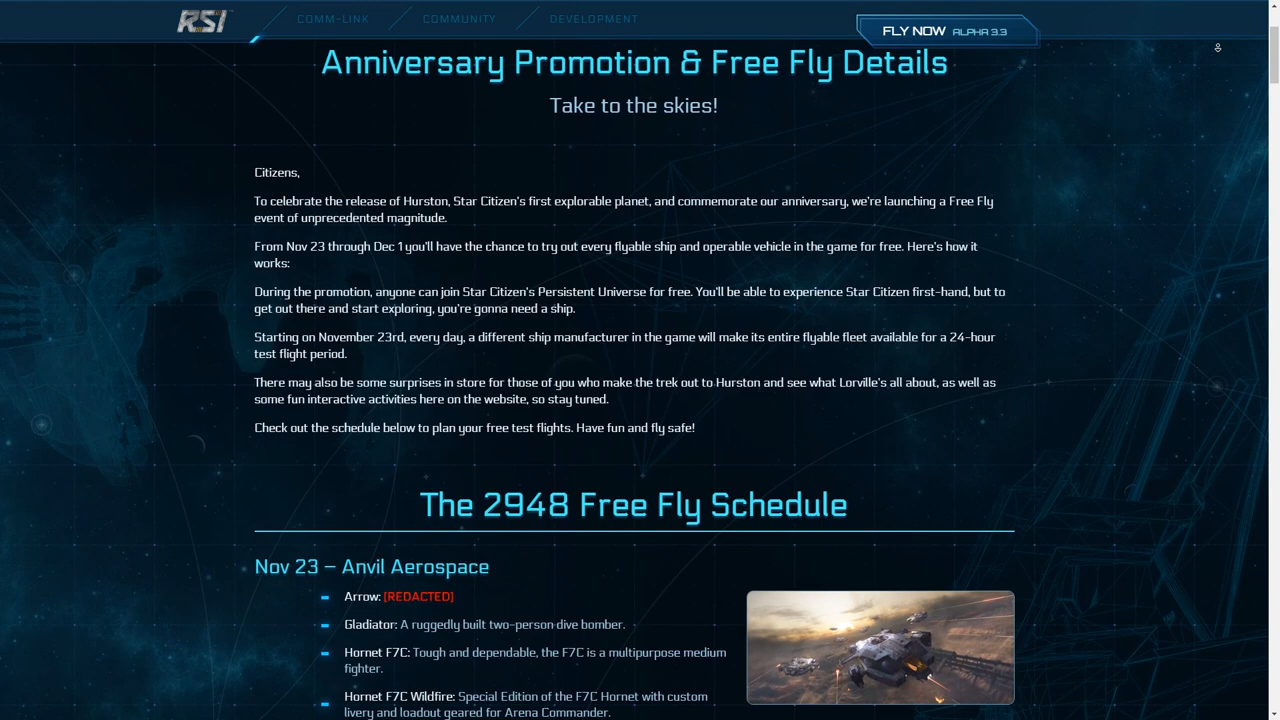 RSI
COMM-LINK
COMMUNITY
DEVELOPMENT
FLY NOW ALPHA 3.3
Anniversary Promotion & Free Fly Details
Take to the skies!
Citizens,
To celebrate the release of Hurston, Star Citizen's first explorable planet, and commemorate our anniversary, we're launching a Free Fly
event of unprecedented magnitude.
From Nov 23 through Dec 1 you'll have the chance to try out every flyable ship and operable vehicle in the game for free. Here's how it
works:
During the promotion, anyone can join Star Citizen's Persistent Universe for free. You'll be able to experience Star Citizen first-hand, but to
get out there and start exploring, you're gonna need a ship.
Starting on November 23rd, every day, a different ship manufacturer in the game will make its entire flyable fleet available for a 24-hour
test flight period.
There may also be some surprises in store for those of you who make the trek out to Hurston and see what Lorville's all about, as well as
some fun interactive activities here on the website, so stay tuned.
Check out the schedule below to plan your free test flights. Have fun and fly safe!
The 2948 Free Fly Schedule
Nov 23 – Anvil Aerospace
Arrow: [REDACTED]
Gladiator: A ruggedly built two-person dive bomber.
Hornet F7C: Tough and dependable, the F7C is a multipurpose medium
fighter.
Hornet F7C Wildfire: Special Edition of the F7C Hornet with custom
livery and loadout geared for Arena Commander.